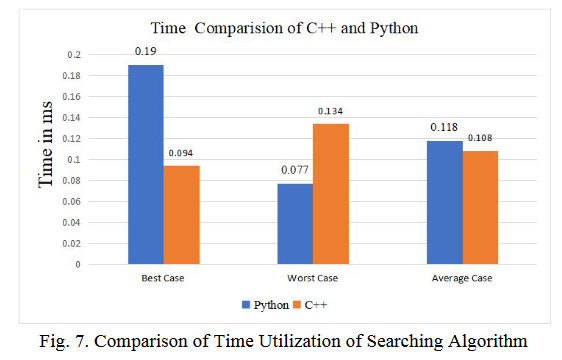 Time Comparision of C++ and Python
Time in ms
0.2
0.18
0.16
0.14
0.12
0.1
0.08
0.06
0.04
0.02
0
0.19
0.094
0.077
0.134
0.118
0.108
Best Case
Worst Case
Average Case
Python C++
Fig. 7. Comparison of Time Utilization of Searching Algorithm